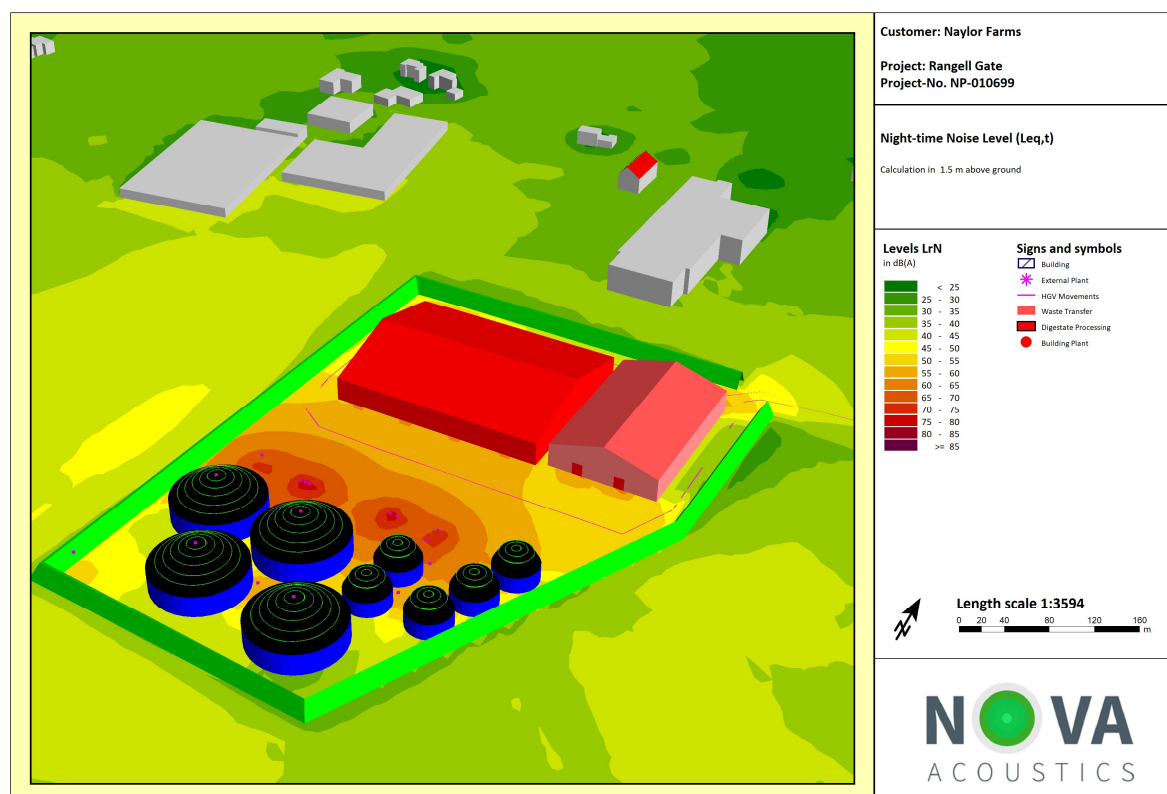 Customer: Naylor Farms
Project: Rangell Gate
Project-No. NP-010699
Night-time Noise Level (Leq,t)
Calculation in 1.5 m above ground
Levels LrN
in dB(A)
< 25
25 - 30
30 - 35
35 - 40
40 - 45
45 - 50
50 - 55
55 - 60
60 - 65
65 - 70
70 - 75
75 - 80
80 - 85
>= 85
Signs and symbols
Building
External Plant
HGV Movements
Waste Transfer
Digestate Processing
Building Plant
N
Length scale 1:3594
0 20 40 80 120 160
m
NOVA
ACOUSTICS